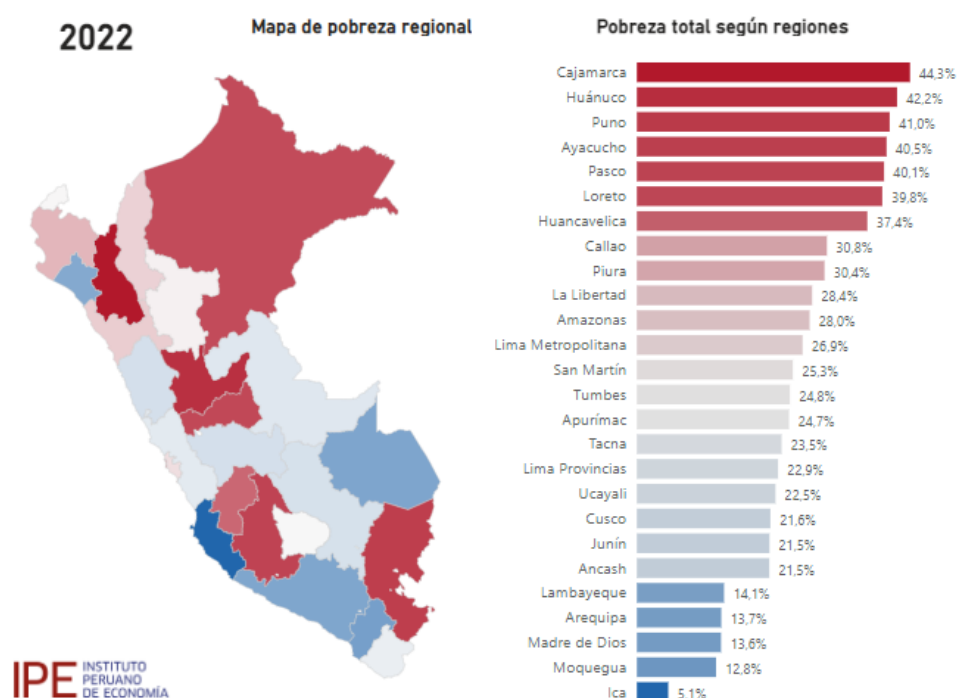 2022
Mapa de pobreza regional
Pobreza total según regiones
Cajamarca 44,3%
Huánuco 42,2%
Puno 41,0%
Ayacucho 40,5%
Pasco 40,1%
Loreto 39,8%
Huancavelica 37,4%
Callao 30,8%
Piura 30,4%
La Libertad 28,4%
Amazonas 28,0%
Lima Metropolitana 26,9%
San Martín 25,3%
Tumbes 24,8%
Apurímac 24,7%
Tacna 23,5%
Lima Provincias 22,9%
Ucayali 22,5%
Cusco 21,6%
Junín 21,5%
Ancash 21,5%
Lambayeque 14,1%
Arequipa 13,7%
Madre de Dios 13,6%
Moquegua 12,8%
Ica 5,1%
IPE
INSTITUTO
PERUANO
DE ECONOMÍA